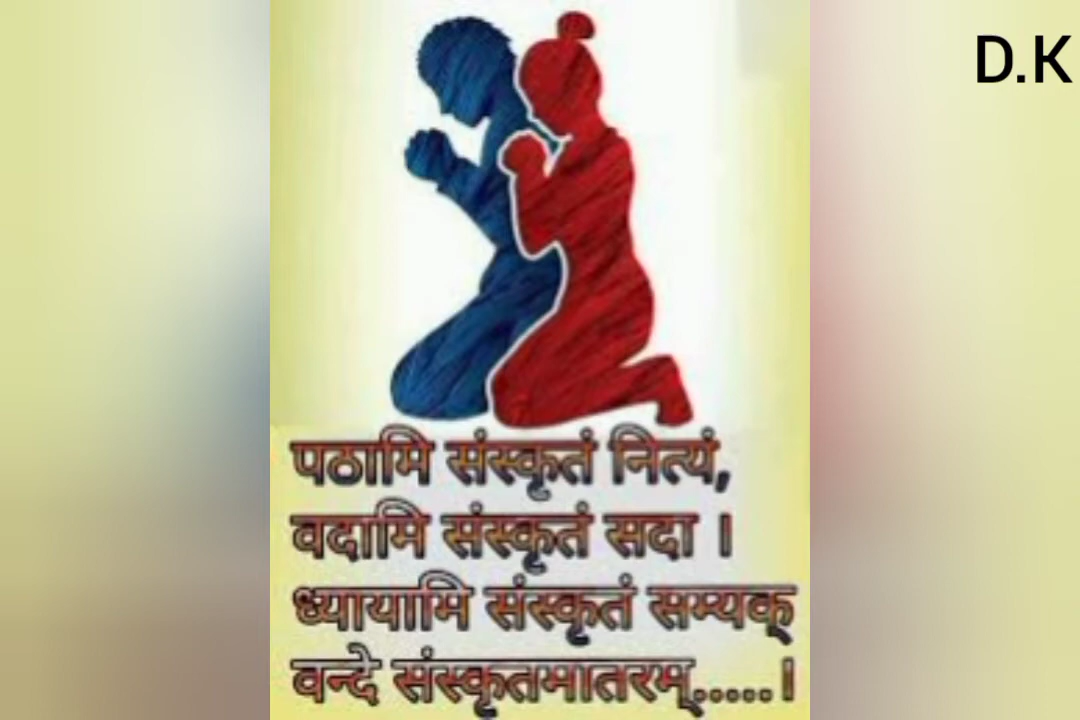 D.K
पठामि संस्कृतं नित्यं,
वदामि संस्कृतं सदा ।
ध्यायामि संस्कृतं सम्यक्
वन्दे संस्कृतमातरम्.....।